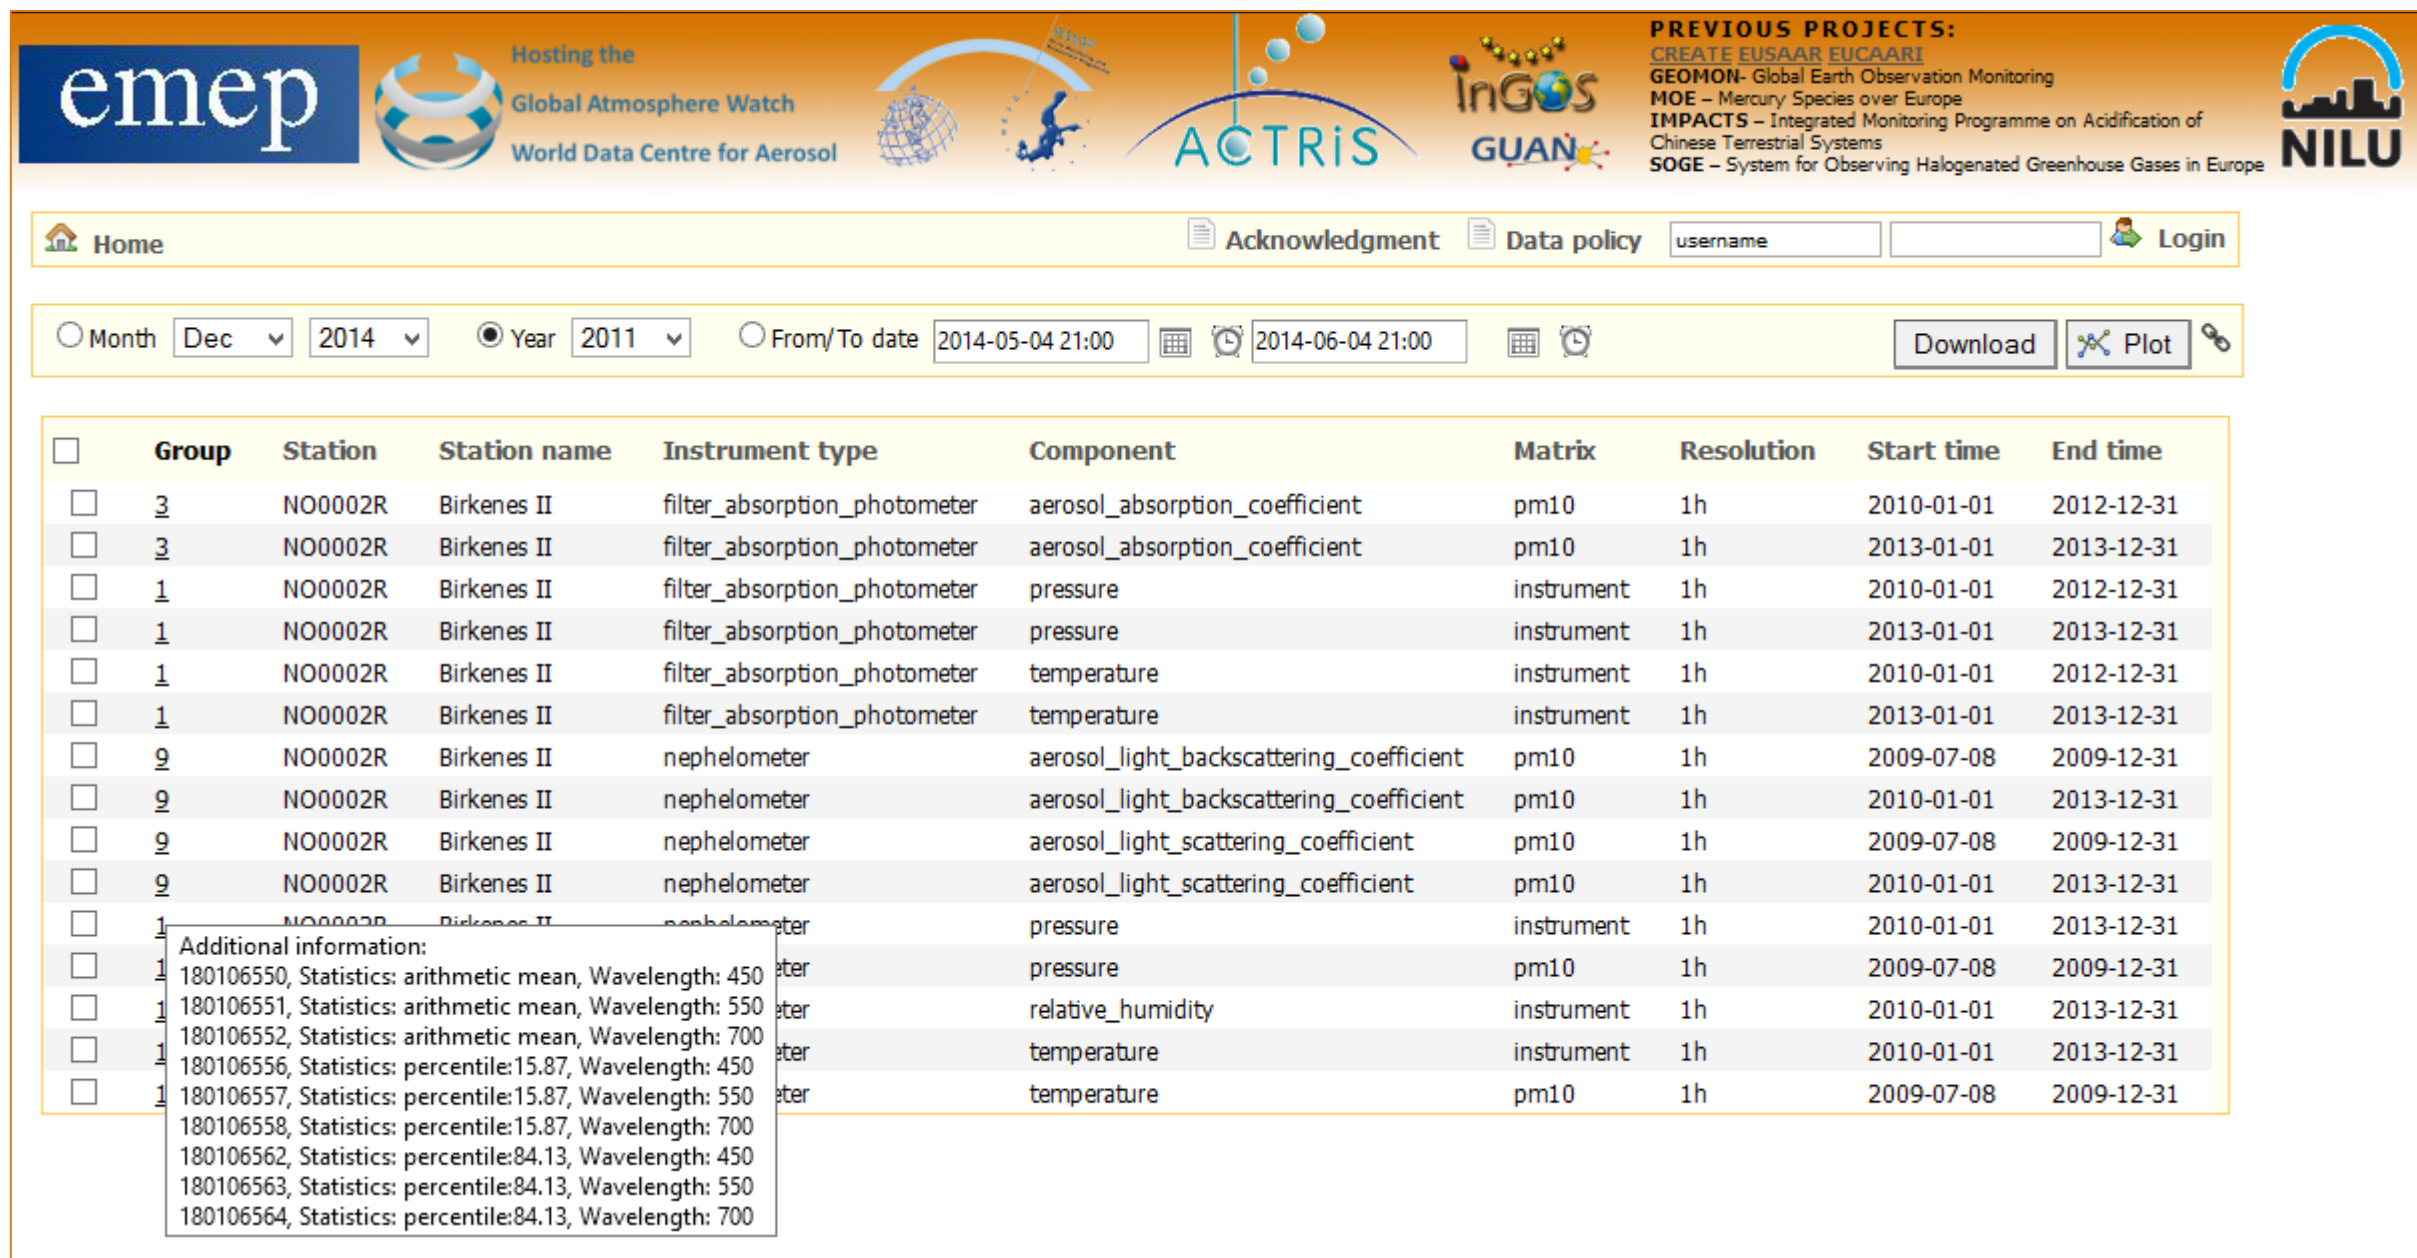 emep
Hosting the
Global Atmosphere Watch
World Data Centre for Aerosol
ACTRiS
InGOS
GUAN
PREVIOUS PROJECTS:
CREATE EUSAAR EUCAARI
GEOMON- Global Earth Observation Monitoring
MOE – Mercury Species over Europe
IMPACTS – Integrated Monitoring Programme on Acidification of
Chinese Terrestrial Systems
SOGE – System for Observing Halogenated Greenhouse Gases in Europe
NILU
Home Acknowledgment Data policy username Login
Month Dec 2014 Year 2011 From/To date 2014-05-04 21:00 2014-06-04 21:00 Download Plot
Group Station Station name Instrument type Component Matrix Resolution Start time End time
3 NO0002R Birkenes II filter_absorption_photometer aerosol_absorption_coefficient pm10 1h 2010-01-01 2012-12-31
3 NO0002R Birkenes II filter_absorption_photometer aerosol_absorption_coefficient pm10 1h 2013-01-01 2013-12-31
1 NO0002R Birkenes II filter_absorption_photometer pressure instrument 1h 2010-01-01 2012-12-31
1 NO0002R Birkenes II filter_absorption_photometer pressure instrument 1h 2013-01-01 2013-12-31
1 NO0002R Birkenes II filter_absorption_photometer temperature instrument 1h 2010-01-01 2012-12-31
1 NO0002R Birkenes II filter_absorption_photometer temperature instrument 1h 2013-01-01 2013-12-31
9 NO0002R Birkenes II nephelometer aerosol_light_backscattering_coefficient pm10 1h 2009-07-08 2009-12-31
9 NO0002R Birkenes II nephelometer aerosol_light_backscattering_coefficient pm10 1h 2010-01-01 2013-12-31
9 NO0002R Birkenes II nephelometer aerosol_light_scattering_coefficient pm10 1h 2009-07-08 2009-12-31
9 NO0002R Birkenes II nephelometer aerosol_light_scattering_coefficient pm10 1h 2010-01-01 2013-12-31
1 NO0002R Birkenes II nephelometer pressure instrument 1h 2010-01-01 2013-12-31
1 eter pressure pm10 1h 2009-07-08 2009-12-31
1 eter relative_humidity instrument 1h 2010-01-01 2013-12-31
1 eter temperature instrument 1h 2010-01-01 2013-12-31
1 eter temperature pm10 1h 2009-07-08 2009-12-31
Additional information:
180106550, Statistics: arithmetic mean, Wavelength: 450
180106551, Statistics: arithmetic mean, Wavelength: 550
180106552, Statistics: arithmetic mean, Wavelength: 700
180106556, Statistics: percentile:15.87, Wavelength: 450
180106557, Statistics: percentile:15.87, Wavelength: 550
180106558, Statistics: percentile:15.87, Wavelength: 700
180106562, Statistics: percentile:84.13, Wavelength: 450
180106563, Statistics: percentile:84.13, Wavelength: 550
180106564, Statistics: percentile:84.13, Wavelength: 700